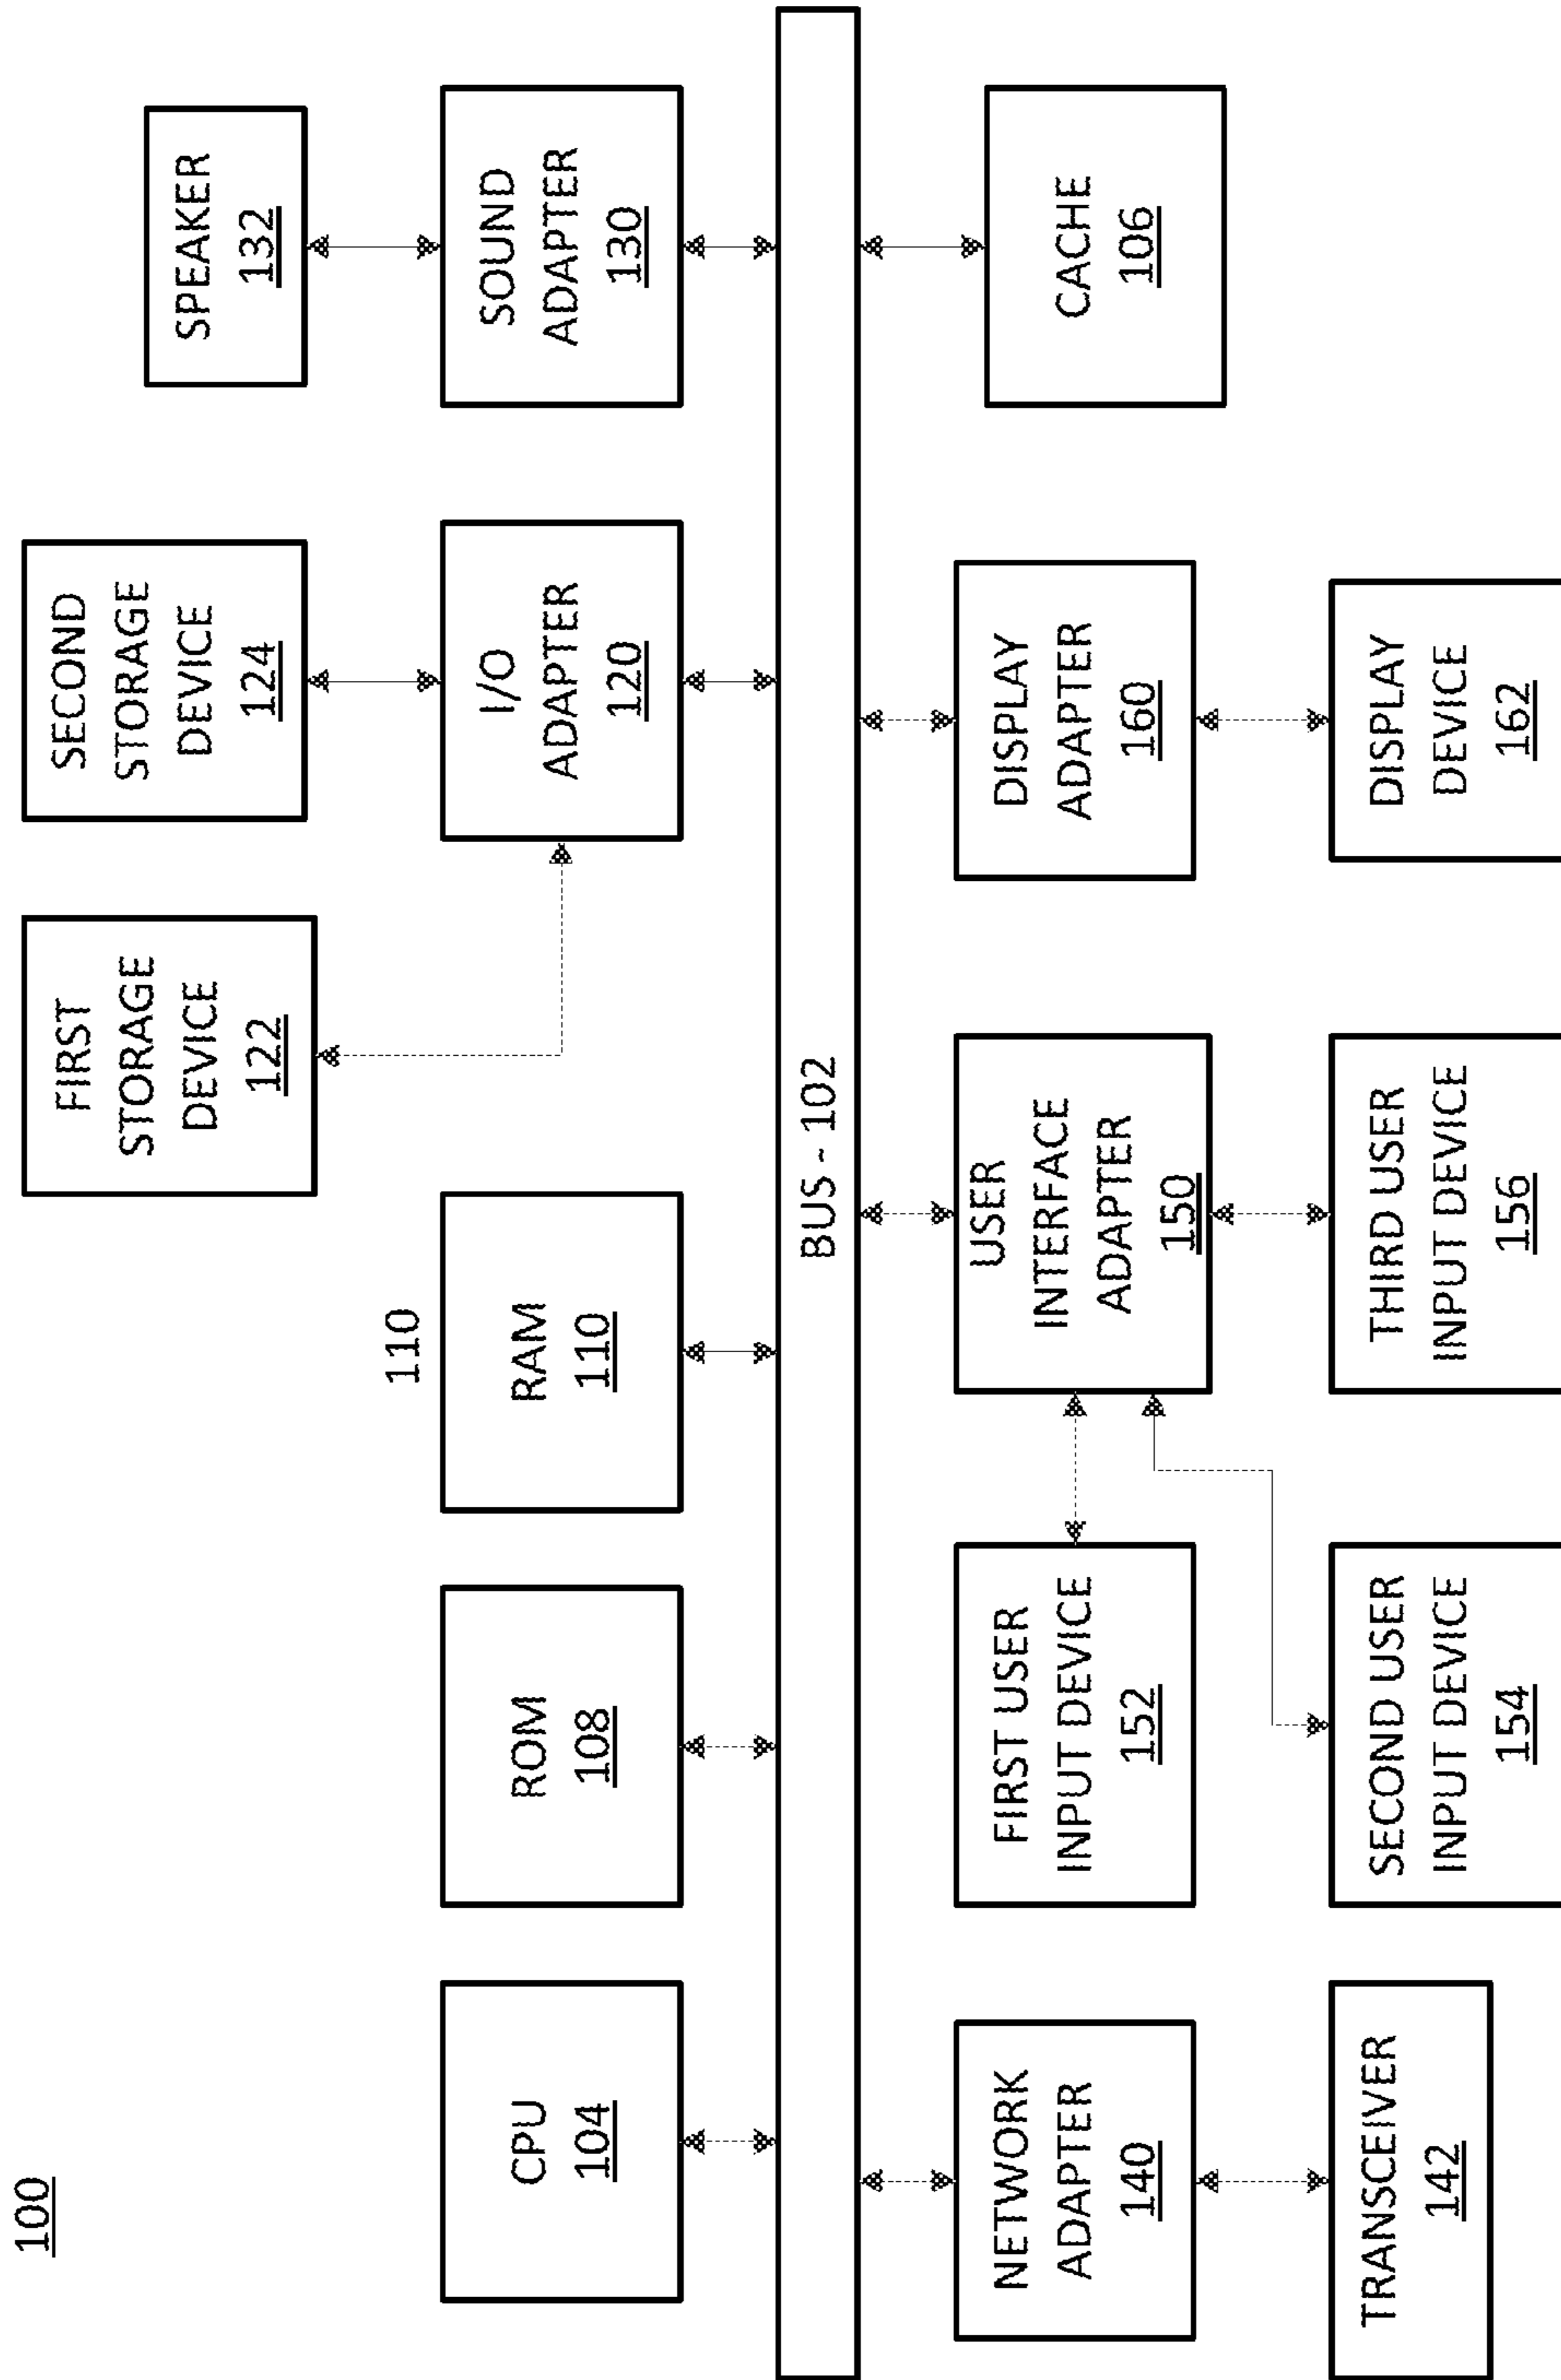 100
CPU
104
ROM
108
110
RAM
110
FIRST
STORAGE
DEVICE
122
SECOND
STORAGE
DEVICE
124
I/O
ADAPTER
120
SPEAKER
132
SOUND
ADAPTER
130
BUS - 102
NETWORK
ADAPTER
140
TRANSCEIVER
142
FIRST USER
INPUT DEVICE
152
SECOND USER
INPUT DEVICE
154
USER
INTERFACE
ADAPTER
150
THIRD USER
INPUT DEVICE
156
DISPLAY
ADAPTER
160
DISPLAY
DEVICE
162
CACHE
106